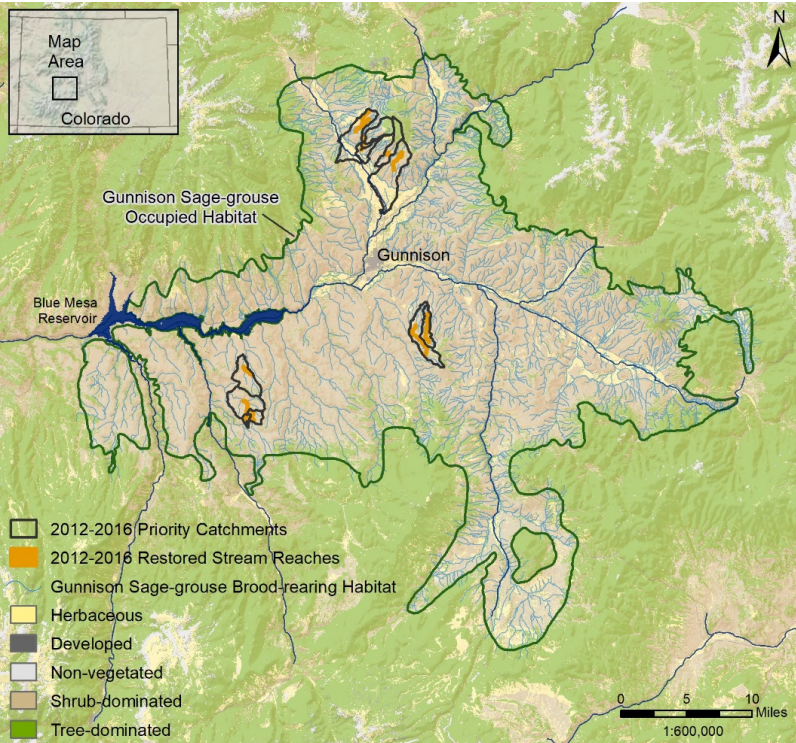 Map
Area
Colorado
N
Gunnison Sage-grouse
Occupied Habitat
Gunnison
Blue Mesa
Reservoir
2012-2016 Priority Catchments
2012-2016 Restored Stream Reaches
Gunnison Sage-grouse Brood-rearing Habitat
Herbaceous
Developed
Non-vegetated
Shrub-dominated
Tree-dominated
0 5 10
Miles
1:600,000